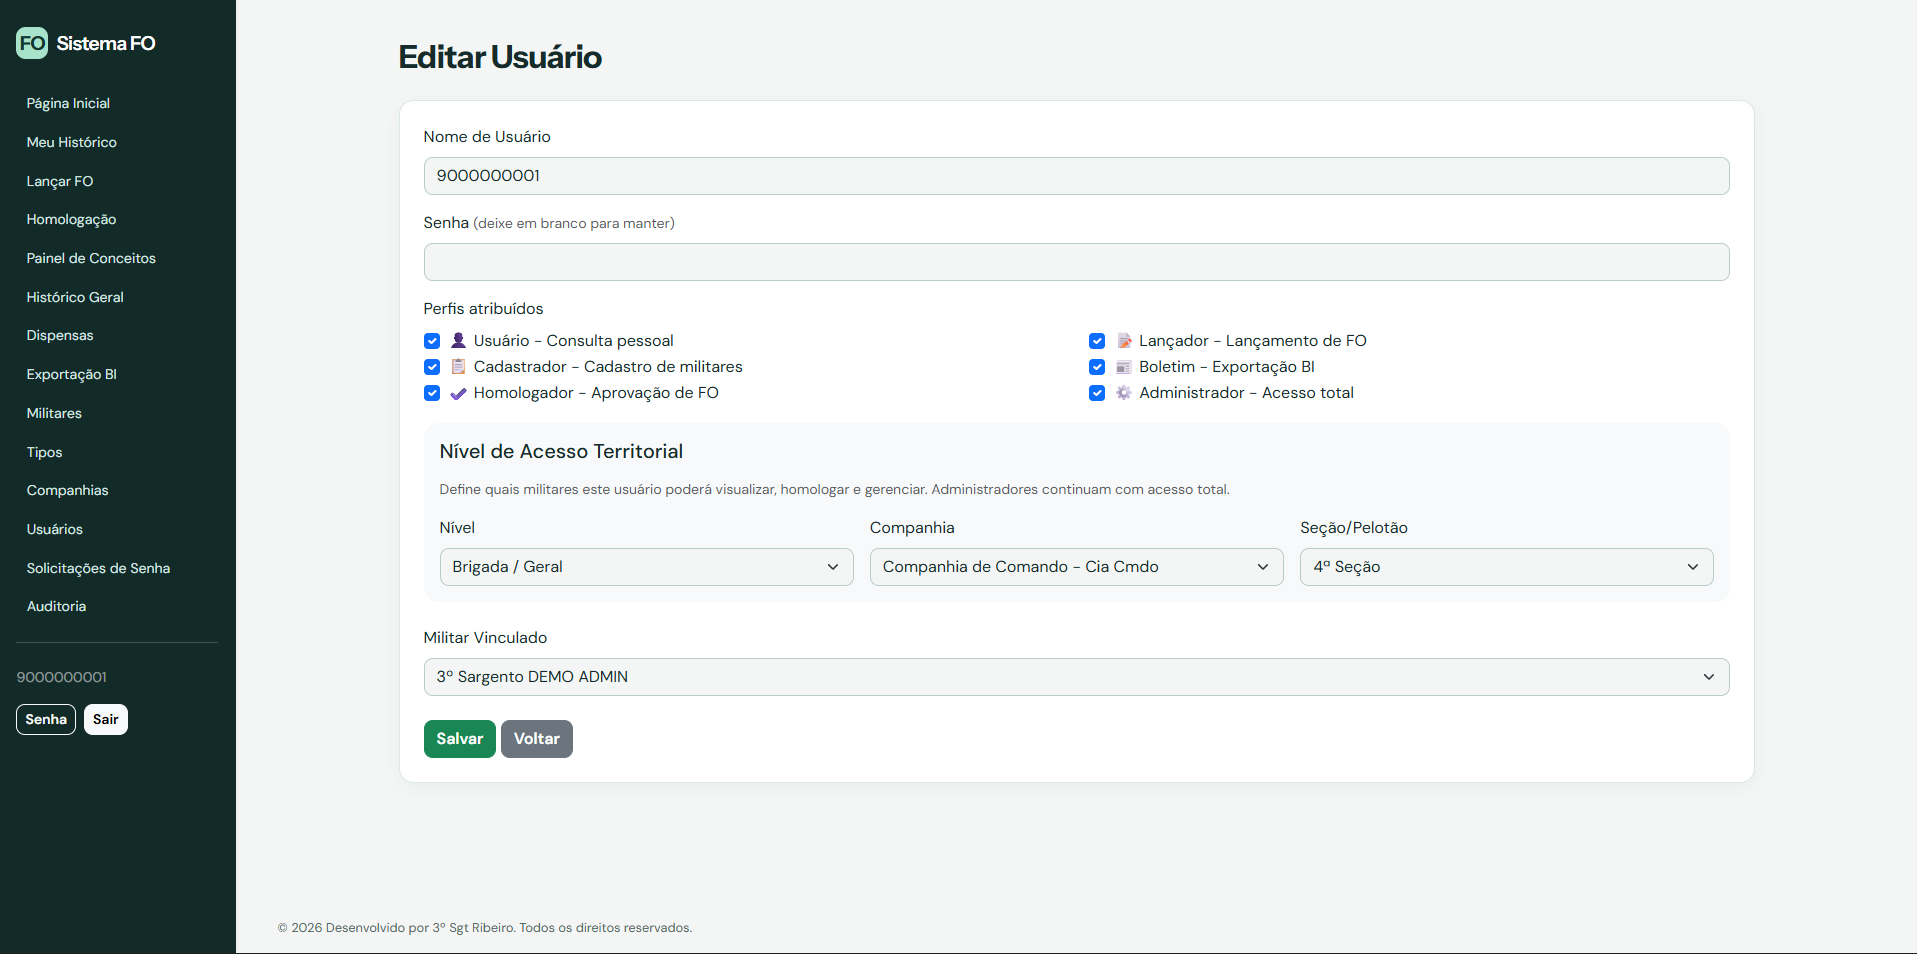 FO Sistema FO
Página Inicial
Meu Histórico
Lançar FO
Homologação
Painel de Conceitos
Histórico Geral
Dispensas
Exportação BI
Militares
Tipos
Companhias
Usuários
Solicitações de Senha
Auditoria
9000000001
Senha Sair
Editar Usuário
Nome de Usuário
9000000001
Senha (deixe em branco para manter)
Perfis atribuídos
Usuário - Consulta pessoal
Lançador - Lançamento de FO
Cadastrador - Cadastro de militares
Boletim - Exportação BI
Homologador - Aprovação de FO
Administrador - Acesso total
Nível de Acesso Territorial
Define quais militares este usuário poderá visualizar, homologar e gerenciar. Administradores continuam com acesso total.
Nível Companhia Seção/Pelotão
Brigada / Geral Companhia de Comando - Cia Cmdo 4ª Seção
Militar Vinculado
3º Sargento DEMO ADMIN
Salvar Voltar
© 2026 Desenvolvido por 3º Sgt Ribeiro. Todos os direitos reservados.